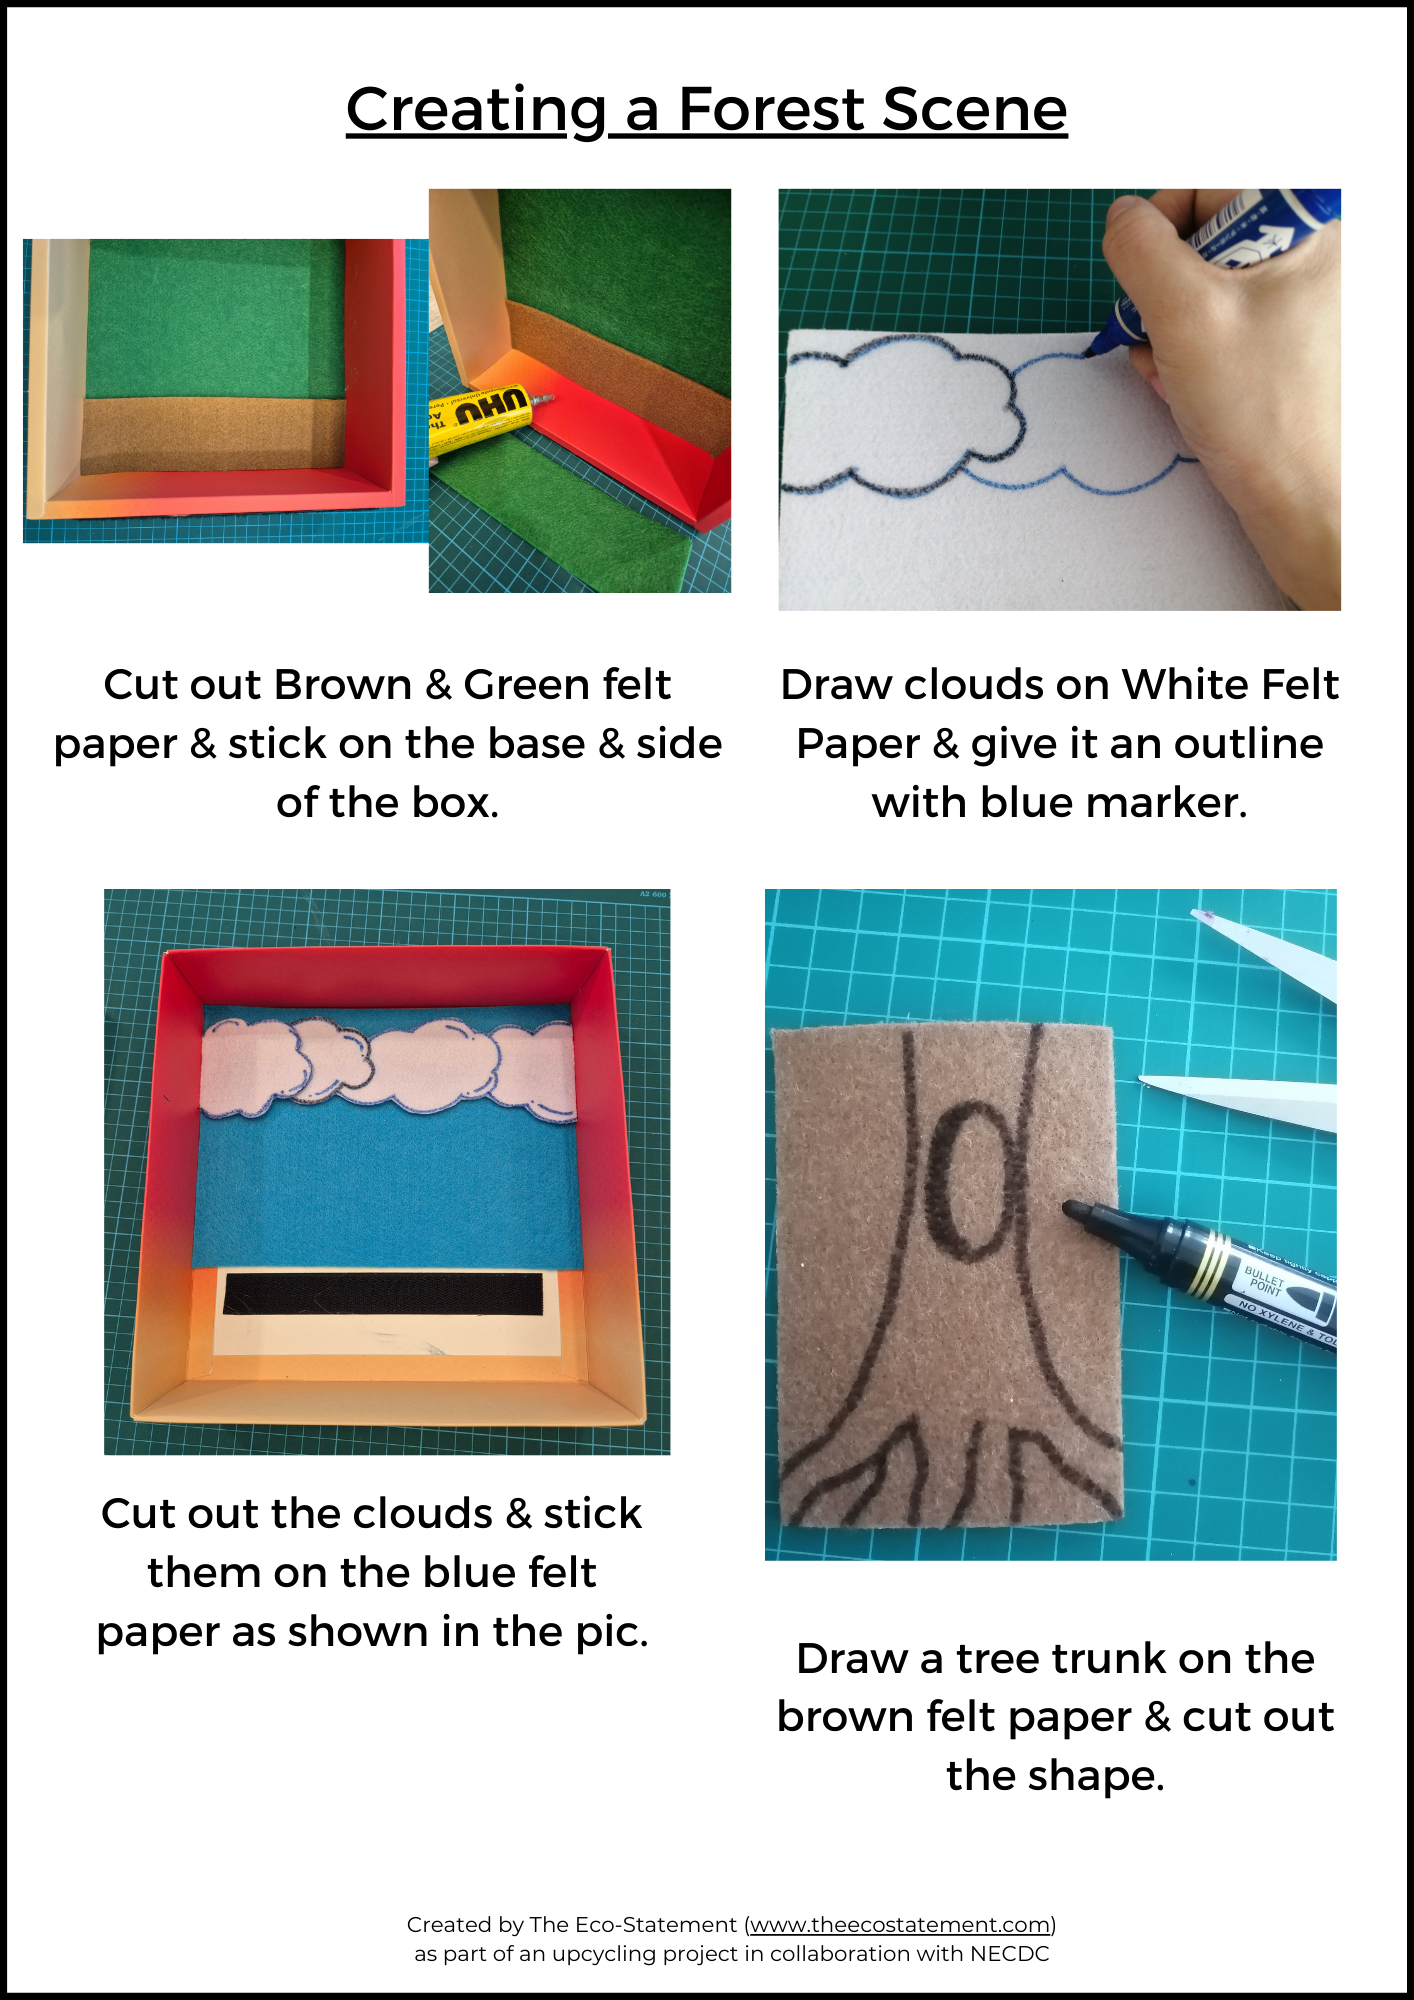 Creating a Forest Scene
UHU
Cut out Brown & Green felt
paper & stick on the base & side
of the box.
Draw clouds on White Felt
Paper & give it an outline
with blue marker.
A2 600
BULLET
POINT
NO XYLENE &
Cut out the clouds & stick
them on the blue felt
paper as shown in the pic.
Draw a tree trunk on the
brown felt paper & cut out
the shape.
Created by The Eco-Statement (www.theecostatement.com)
as part of an upcycling project in collaboration with NECDC